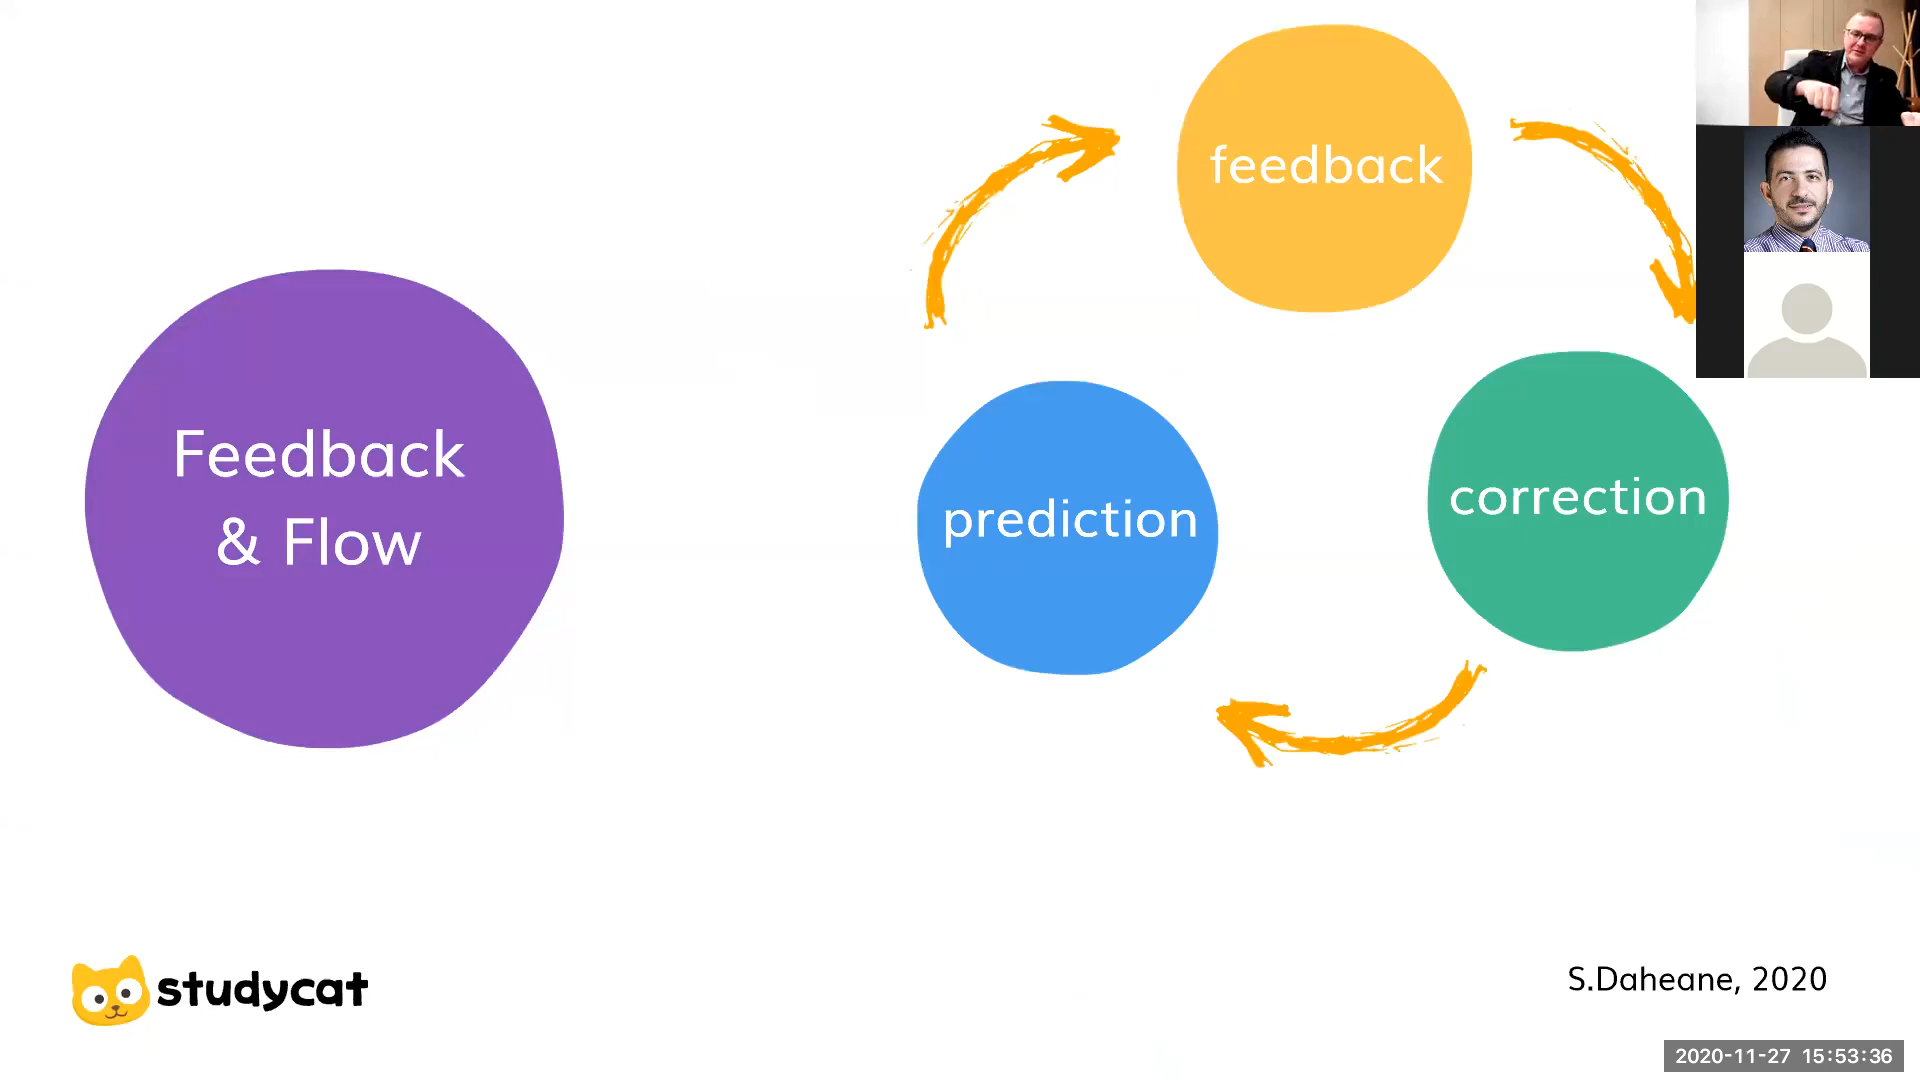 Feedback
& Flow
feedback
prediction
correction
studycat
S.Daheane, 2020
2020-11-27 15:53:36